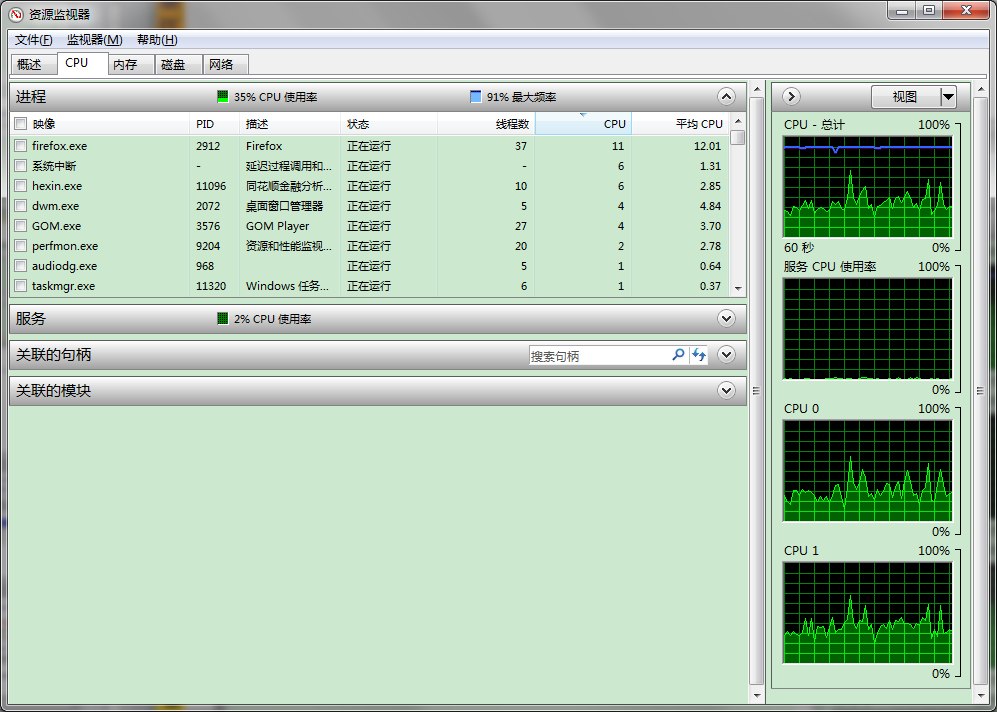 资源监视器
文件(F) 监视器(M) 帮助(H)
概述 CPU 内存 磁盘 网络
进程 35% CPU 使用率 91% 最大频率
映像 PID 描述 状态 线程数 CPU 平均 CPU
firefox.exe 2912 Firefox 正在运行 37 11 12.01
系统中断 - 延迟过程调用和... 正在运行 - 6 1.31
hexin.exe 11096 同花顺金融分析... 正在运行 10 6 2.85
dwm.exe 2072 桌面窗口管理器 正在运行 5 4 4.84
GOM.exe 3576 GOM Player 正在运行 27 4 3.70
perfmon.exe 9204 资源和性能监视... 正在运行 20 2 2.78
audiodg.exe 968 正在运行 5 1 0.64
taskmgr.exe 11320 Windows 任务... 正在运行 6 1 0.37
服务 2% CPU 使用率
关联的句柄 搜索句柄
关联的模块
视图
CPU - 总计 100%
60 秒 0%
服务 CPU 使用率 100%
0%
CPU 0 100%
0%
CPU 1 100%
0%